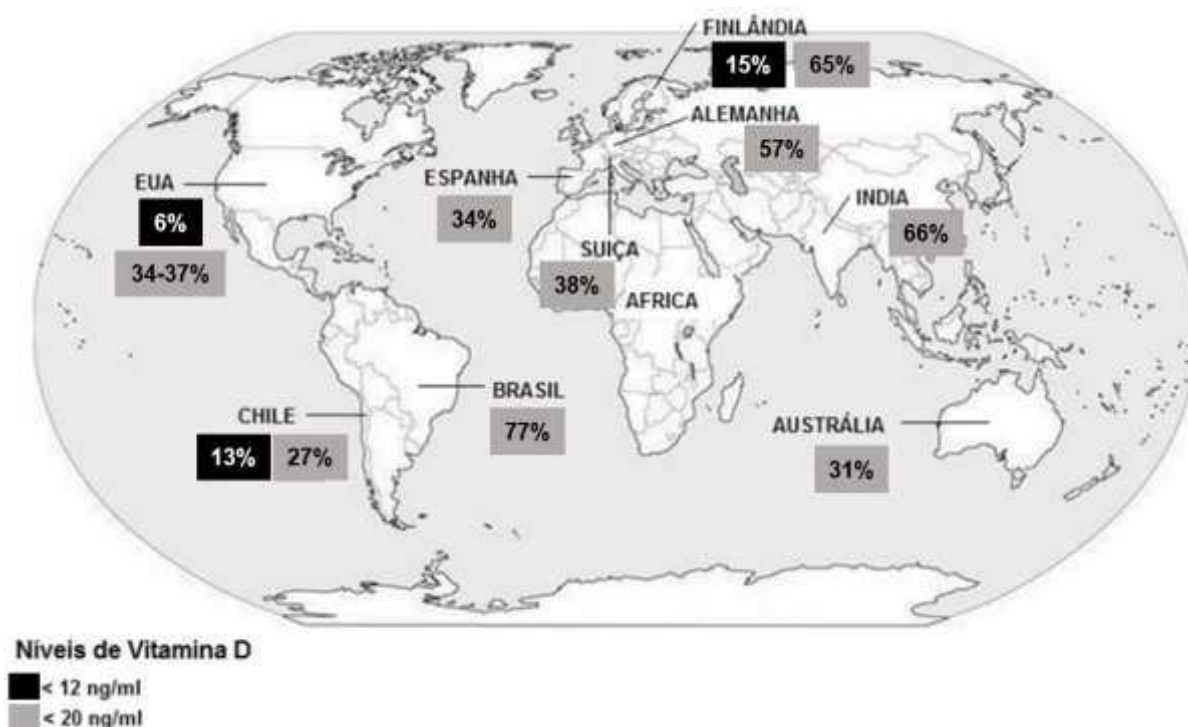 FINLÂNDIA
15% 65%
ALEMANHA
57%
EUA
6%
34-37%
ESPANHA
34%
SUIÇA
38%
AFRICA
INDIA
66%
BRASIL
77%
CHILE
13% 27%
AUSTRÁLIA
31%
Níveis de Vitamina D
< 12 ng/ml
< 20 ng/ml